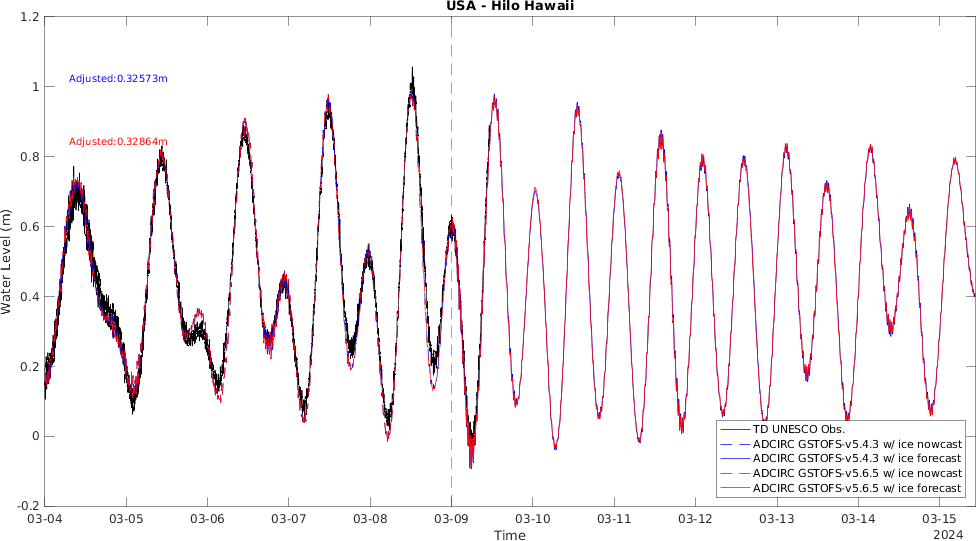 USA - Hilo Hawaii
1.2
1
0.8
0.6
0.4
0.2
0
-0.2
Water Level (m)
Adjusted:0.32573m
Adjusted:0.32864m
TD UNESCO Obs.
ADCIRC GSTOFS-v5.4.3 w/ ice nowcast
ADCIRC GSTOFS-v5.4.3 w/ ice forecast
ADCIRC GSTOFS-v5.6.5 w/ ice nowcast
ADCIRC GSTOFS-v5.6.5 w/ ice forecast
03-04 03-05 03-06 03-07 03-08 03-09 03-10 03-11 03-12 03-13 03-14 03-15
Time
2024